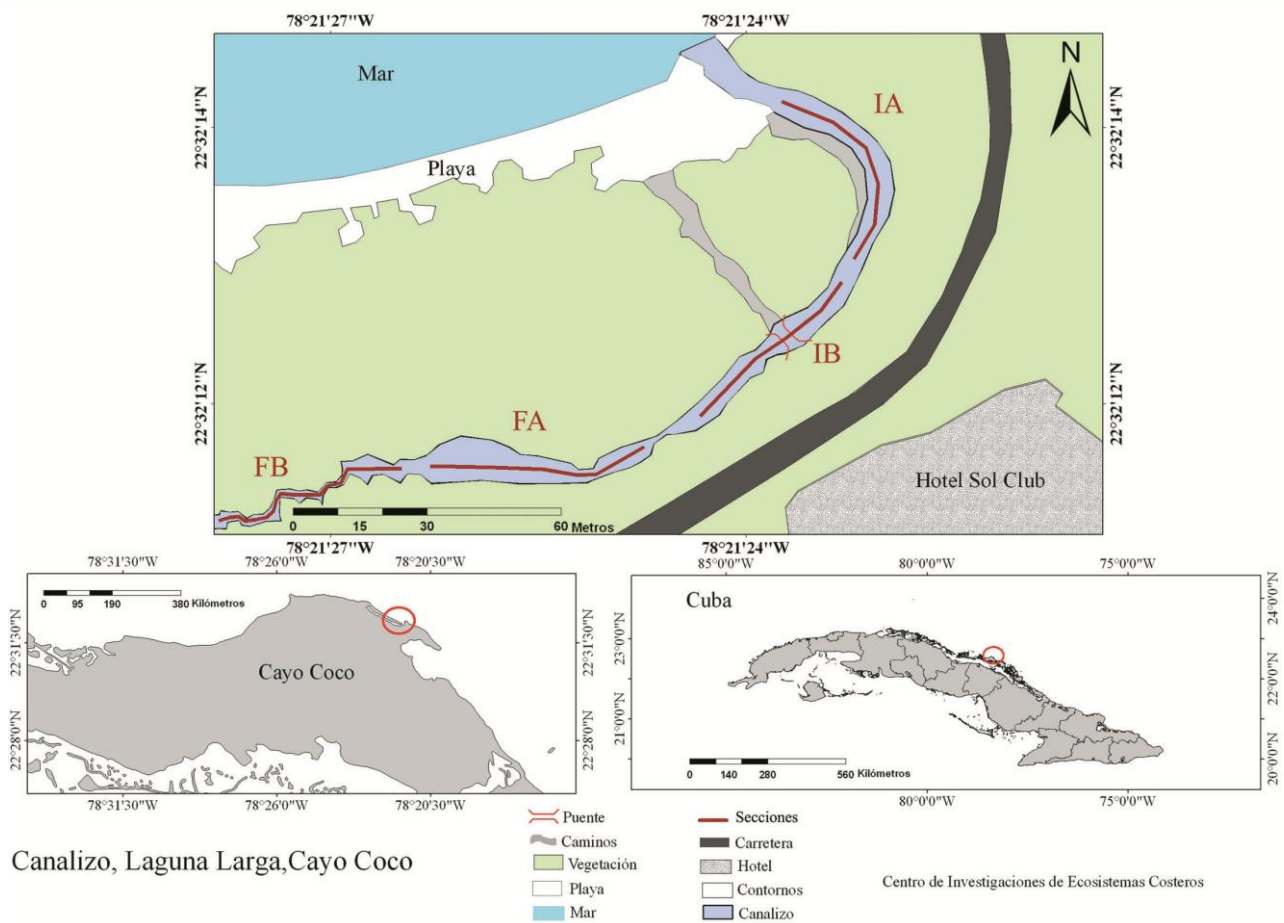 78°21'27"W
78°21'24"W
Mar
IA
N
22°32'14"N
22°32'14"N
Playa
IB
22°32'12"N
22°32'12"N
FA
FB
Hotel Sol Club
0 15 30 60 Metros
78°21'27"W
78°21'24"W
78°31'30"W
78°26'0"W
78°20'30"W
85°0'0"W
80°0'0"W
75°0'0"W
0 95 190 380 Kilómetros
Cuba
24°0'0"N
22°31'30"N
22°31'30"N
23°0'0"N
22°0'0"N
Cayo Coco
22°28'0"N
22°28'0"N
21°0'0"N
20°0'0"N
0 140 280 560 Kilómetros
78°31'30"W
78°26'0"W
78°20'30"W
80°0'0"W
75°0'0"W
Puente
Secciones
Caminos
Carretera
Canalizo, Laguna Larga,Cayo Coco
Vegetación
Hotel
Centro de Investigaciones de Ecosistemas Costeros
Playa
Contornos
Mar
Canalizo